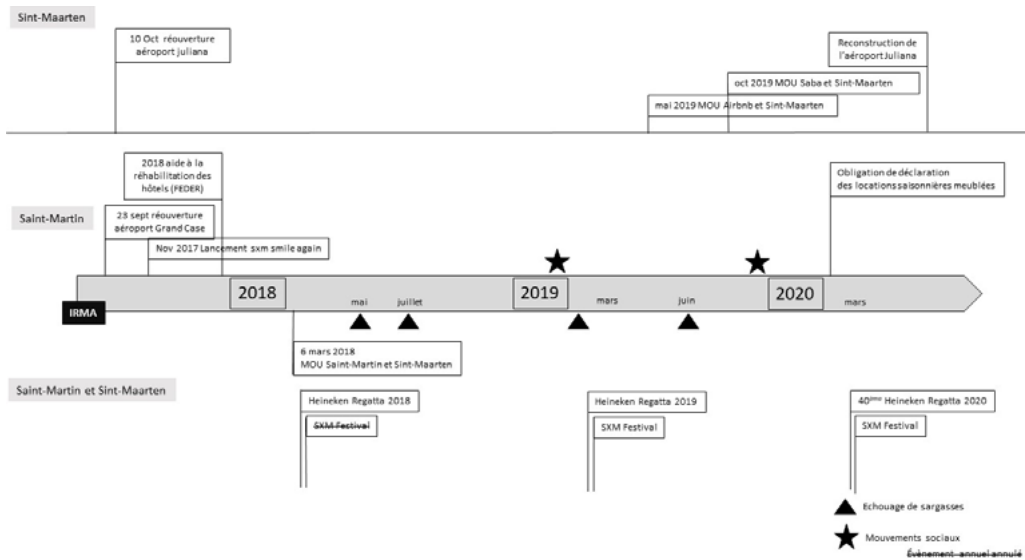 Sint-Maarten
10 Oct réouverture
aéroport juliana
Reconstruction de
l'aéroport Juliana
oct 2019 MOU Saba et Sint-Maarten
mai 2019 MOU Airbnb et Sint-Maarten
2018 aide à la
réhabilitation des
hôtels (FEDER)
Obligation de déclaration
des locations saisonnières meublées
Saint-Martin
23 sept réouverture
aéroport Grand Case
Nov 2017 Lancement sxm smile again
2018
2019
2020
mai
juillet
mars
juin
mars
IRMA
6 mars 2018
MOU Saint-Martin et Sint-Maarten
Saint-Martin et Sint-Maarten
Heineken Regatta 2018
SXM Festival
Heineken Regatta 2019
SXM Festival
40ème Heineken Regatta 2020
SXM Festival
Echouage de sargasses
Mouvements sociaux
Évènement annuel annulé